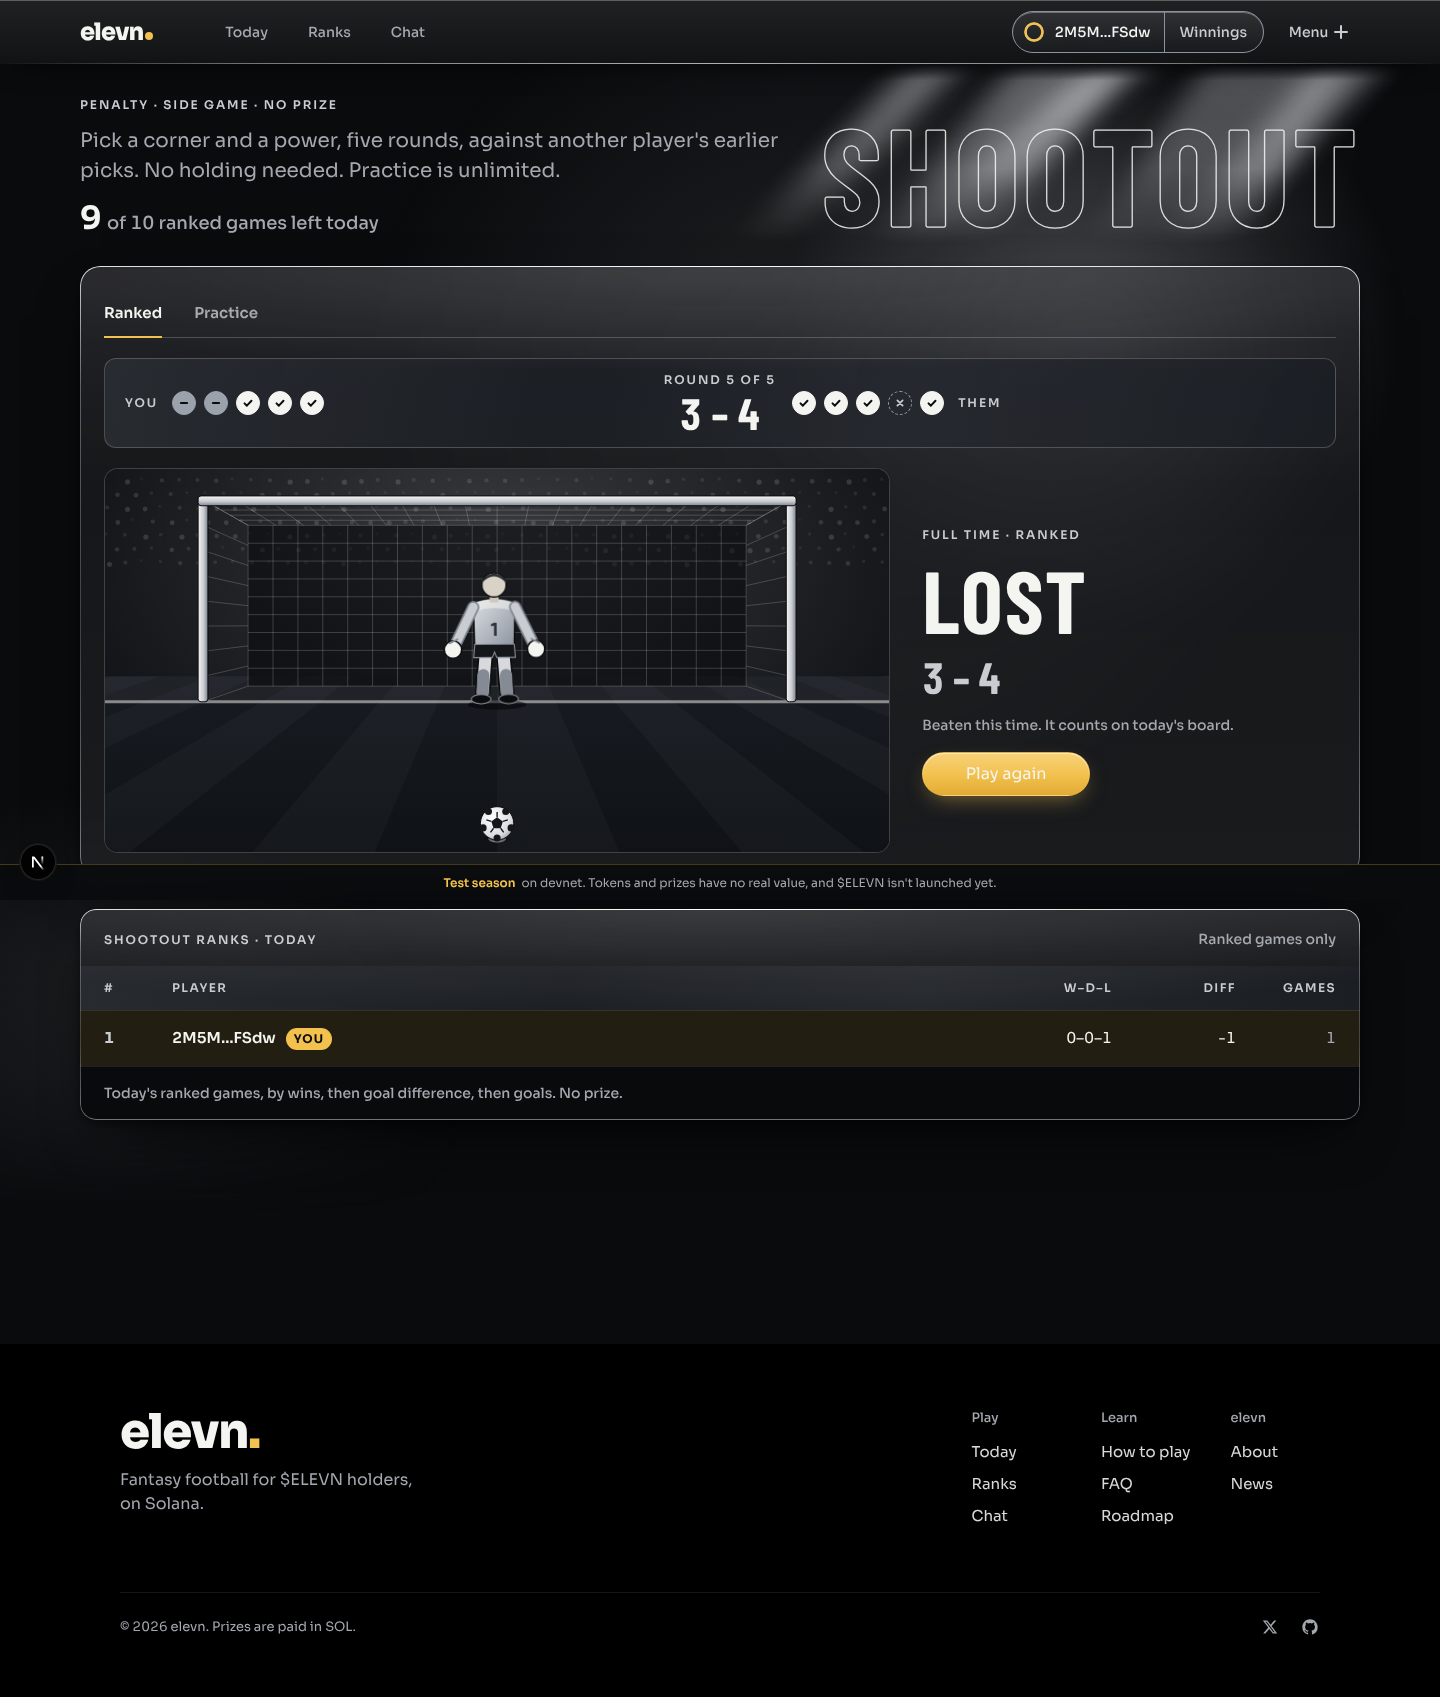 elevn.
Today
Ranks
Chat
2M5M...FSdw
Winnings
Menu
PENALTY · SIDE GAME · NO PRIZE
Pick a corner and a power, five rounds, against another player's earlier
picks. No holding needed. Practice is unlimited.
9 of 10 ranked games left today
SHOOTOUT
Ranked
Practice
YOU
ROUND 5 OF 5
3 – 4
THEM
1
FULL TIME · RANKED
LOST
3 – 4
Beaten this time. It counts on today's board.
Play again
N
Test season on devnet. Tokens and prizes have no real value, and $ELEVN isn't launched yet.
SHOOTOUT RANKS · TODAY
Ranked games only
# PLAYER W–D–L DIFF GAMES
1 2M5M...FSdw YOU 0–0–1 -1 1
Today's ranked games, by wins, then goal difference, then goals. No prize.
elevn.
Fantasy football for $ELEVN holders,
on Solana.
Play
Today
Ranks
Chat
Learn
How to play
FAQ
Roadmap
elevn
About
News
© 2026 elevn. Prizes are paid in SOL.